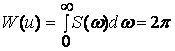 W(u) = ∫₀^∞ S(ω)dω = 2π